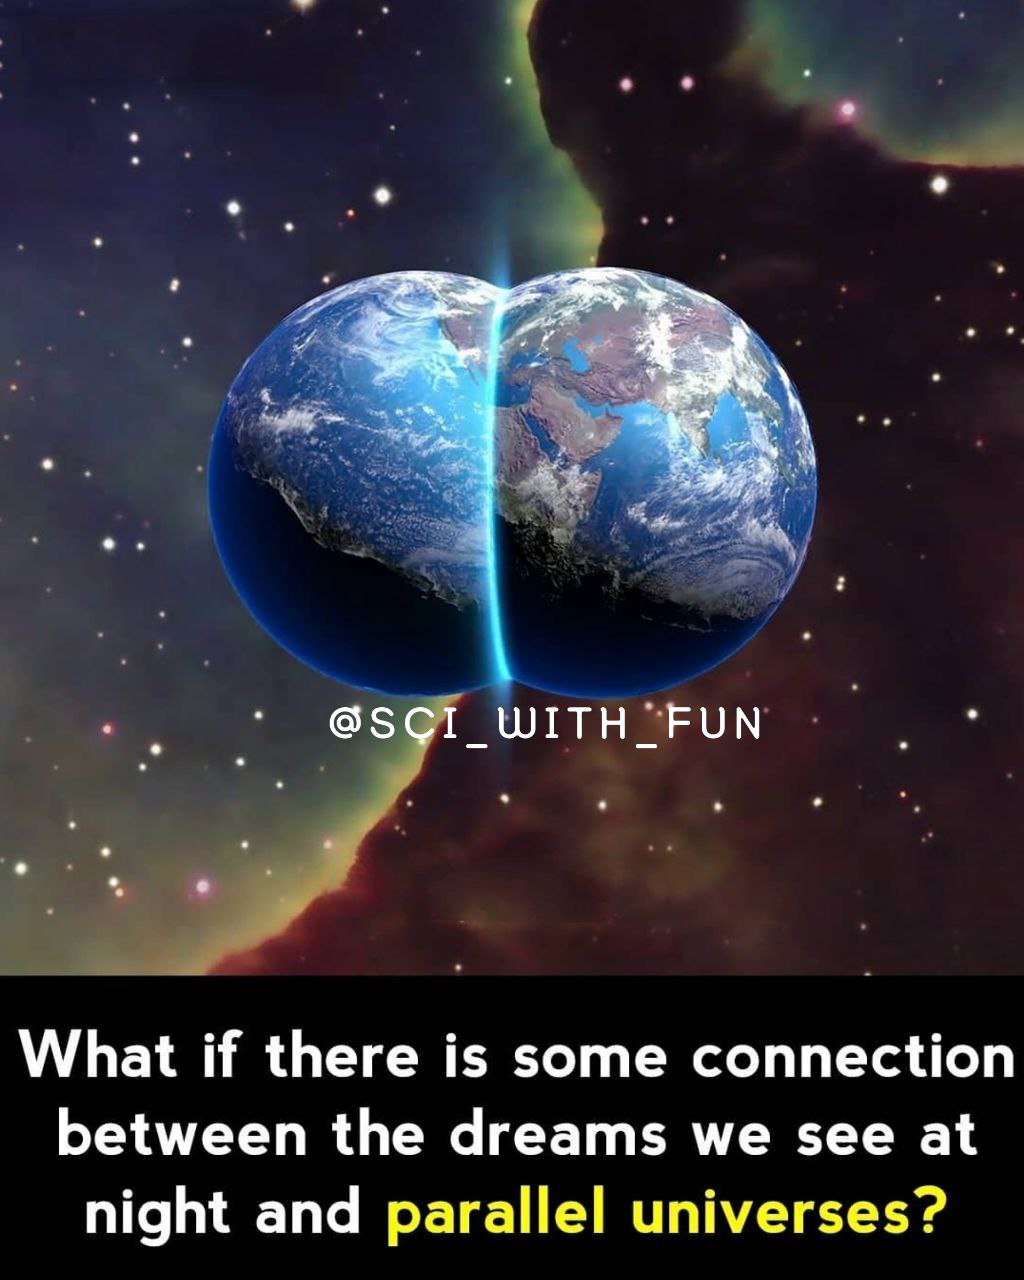 @SCI_WITH_FUN
What if there is some connection
between the dreams we see at
night and parallel universes?